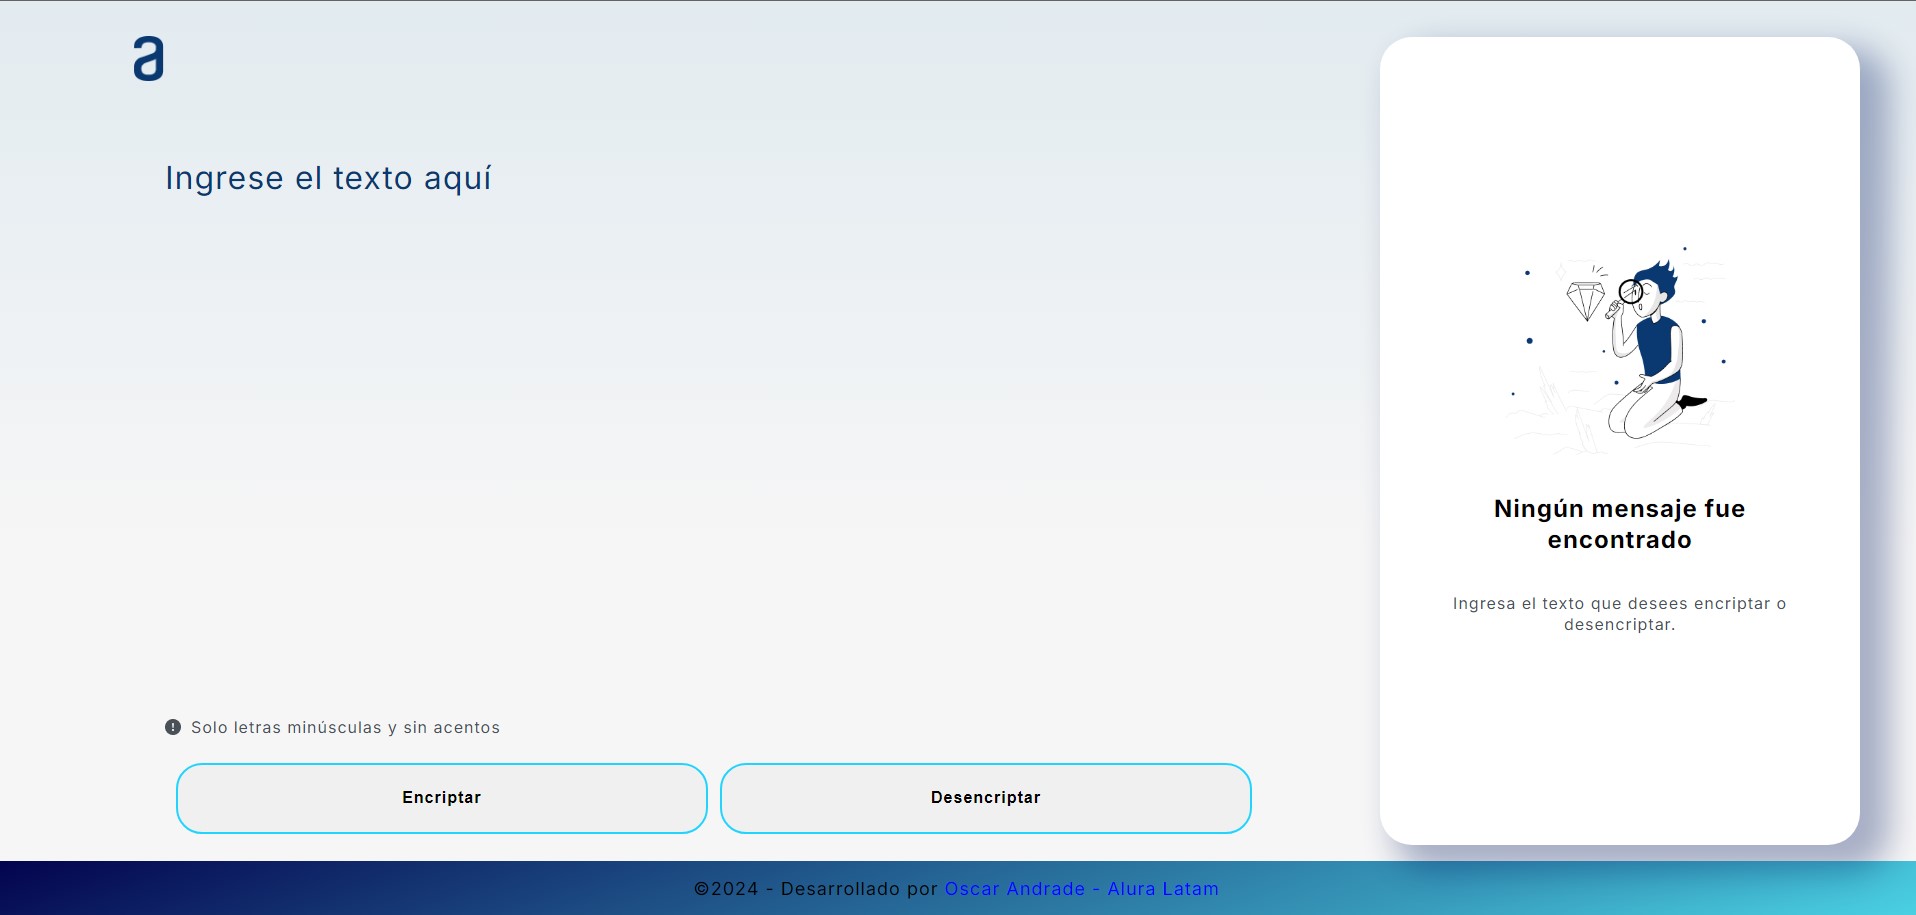 a
Ingrese el texto aquí
Ningún mensaje fue
encontrado
Ingresa el texto que desees encriptar o
desencriptar.
Solo letras minúsculas y sin acentos
Encriptar
Desencriptar
©2024 - Desarrollado por Oscar Andrade - Alura Latam